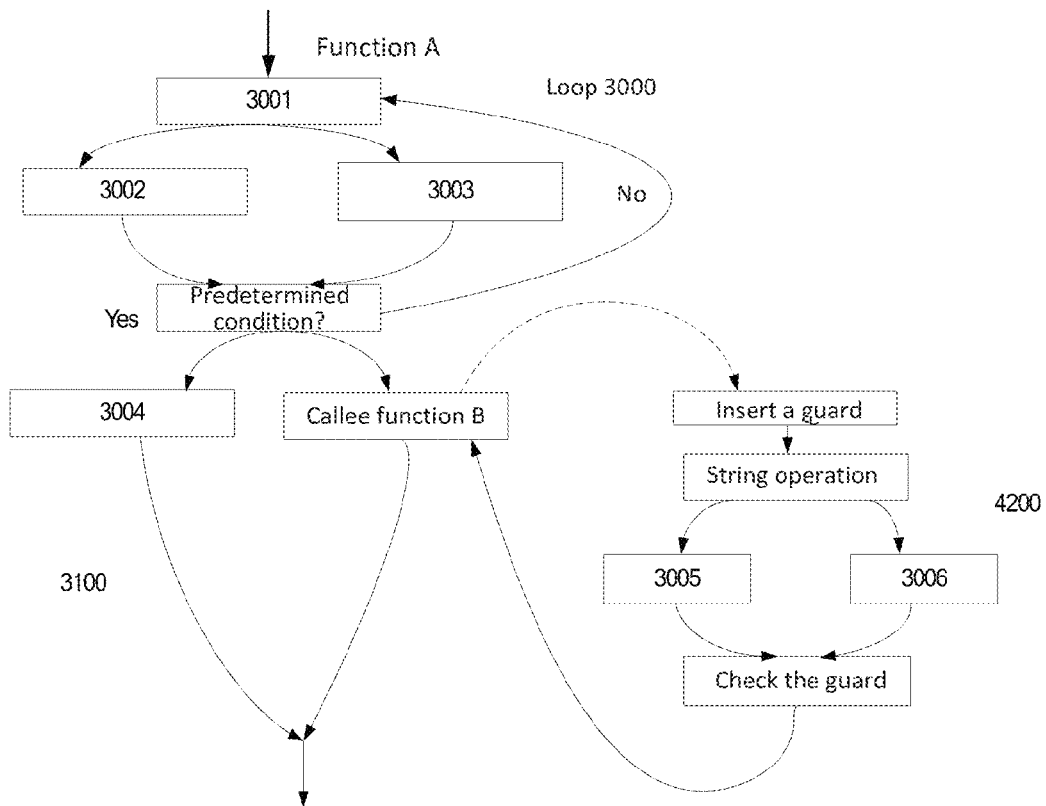 Function A
3001
Loop 3000
3002
3003
No
Predetermined
condition?
Yes
3004
Callee function B
Insert a guard
String operation
4200
3005
3006
3100
Check the guard